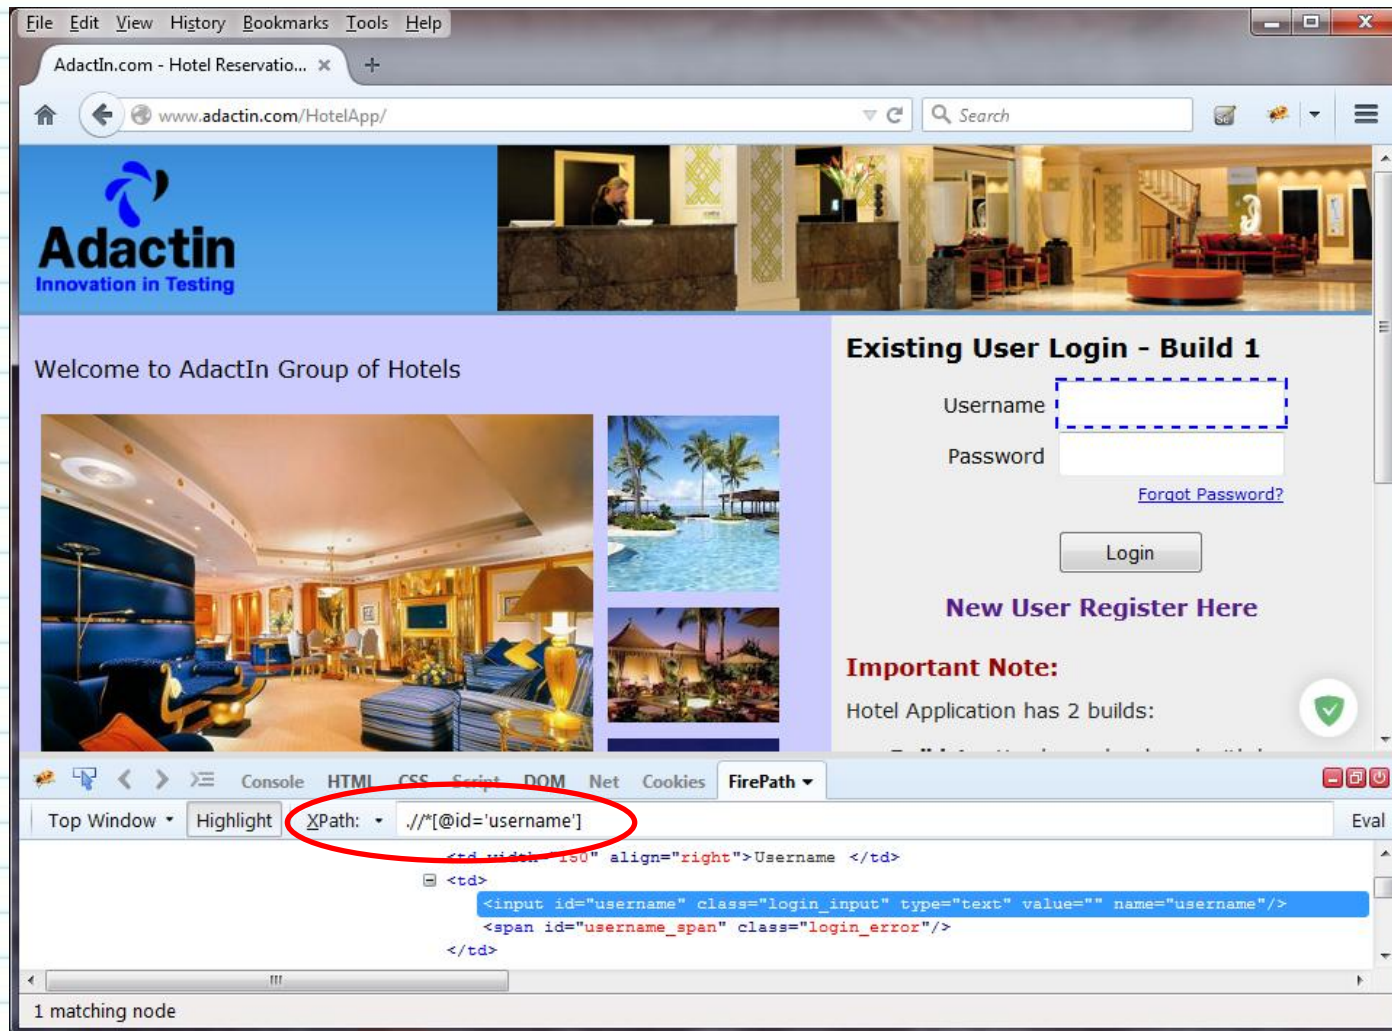 File Edit View History Bookmarks Tools Help
AdactIn.com - Hotel Reservatio... × +
www.adactin.com/HotelApp/ Search
Adactin
Innovation in Testing
Welcome to AdactIn Group of Hotels
Existing User Login - Build 1
Username
Password
Forgot Password?
Login
New User Register Here
Important Note:
Hotel Application has 2 builds:
Console HTML CSS Script DOM Net Cookies FirePath
Top Window Highlight XPath: .//*[@id='username'] Eval
<td width="150" align="right">Username </td>
<td>
<input id="username" class="login_input" type="text" value="" name="username"/>
<span id="username_span" class="login_error"/>
</td>
1 matching node